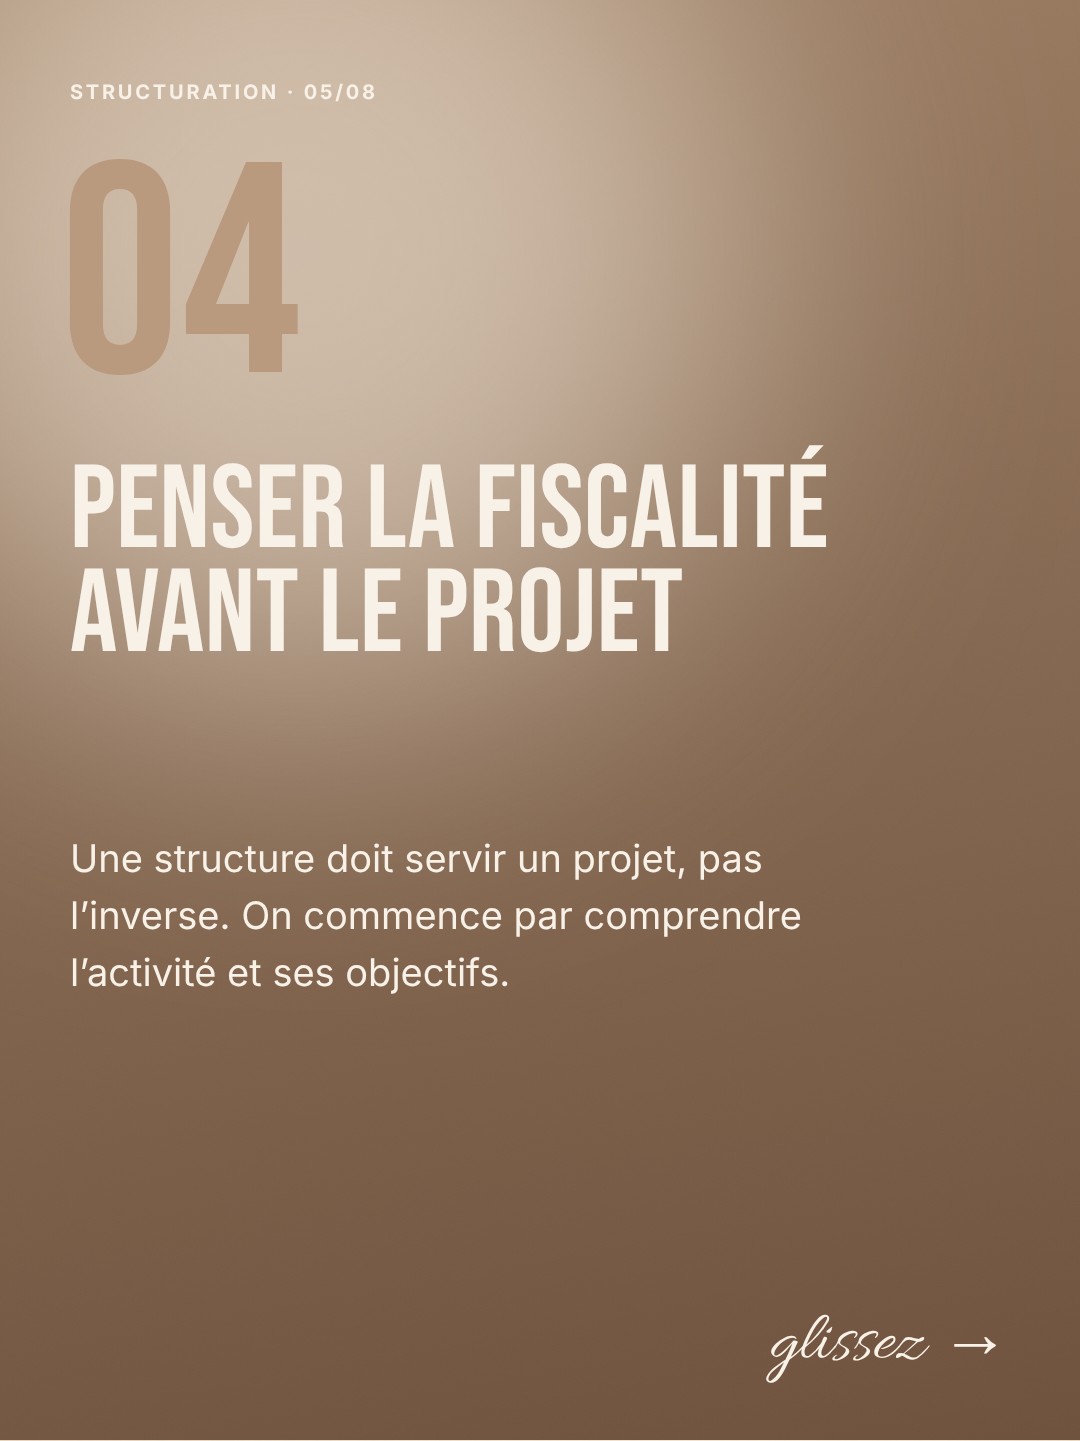 STRUCTURATION · 05/08
04
PENSER LA FISCALITÉ
AVANT LE PROJET
Une structure doit servir un projet, pas
l’inverse. On commence par comprendre
l’activité et ses objectifs.
glissez →